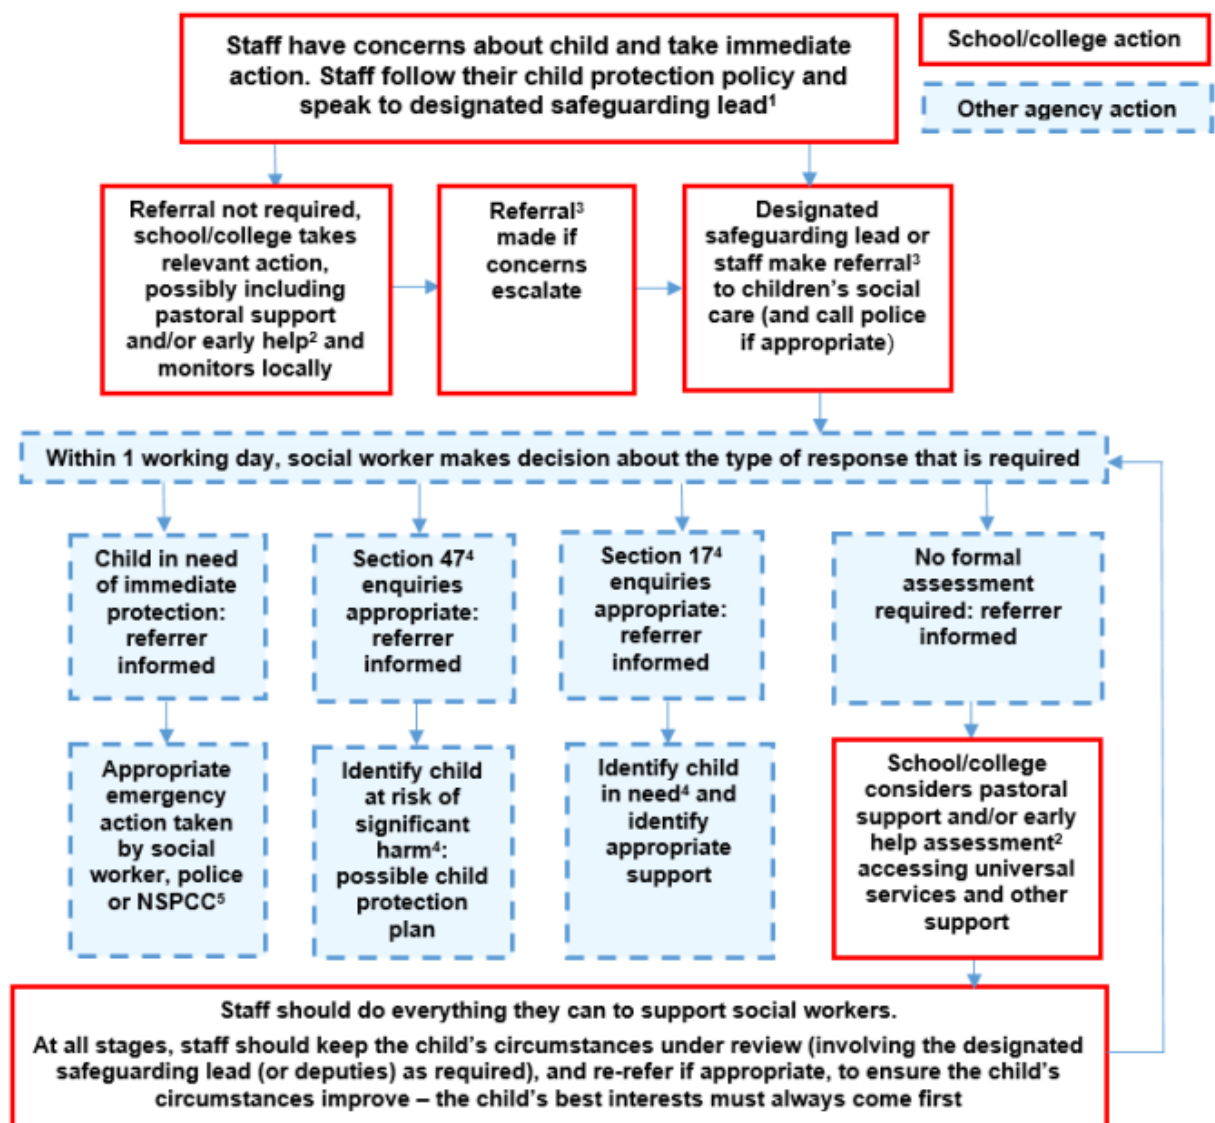 Staff have concerns about child and take immediate
action. Staff follow their child protection policy and
speak to designated safeguarding lead¹
School/college action
Other agency action
Referral not required,
school/college takes
relevant action,
possibly including
pastoral support
and/or early help² and
monitors locally
Referral³
made if
concerns
escalate
Designated
safeguarding lead or
staff make referral³
to children’s social
care (and call police
if appropriate)
Within 1 working day, social worker makes decision about the type of response that is required
Child in need
of immediate
protection:
referrer
informed
Section 47⁴
enquiries
appropriate:
referrer
informed
Section 17⁴
enquiries
appropriate:
referrer
informed
No formal
assessment
required: referrer
informed
Appropriate
emergency
action taken
by social
worker, police
or NSPCC⁵
Identify child
at risk of
significant
harm⁴:
possible child
protection
plan
Identify child
in need⁴ and
identify
appropriate
support
School/college
considers pastoral
support and/or early
help assessment²
accessing universal
services and other
support
Staff should do everything they can to support social workers.
At all stages, staff should keep the child’s circumstances under review (involving the designated
safeguarding lead (or deputies) as required), and re-refer if appropriate, to ensure the child’s
circumstances improve – the child’s best interests must always come first